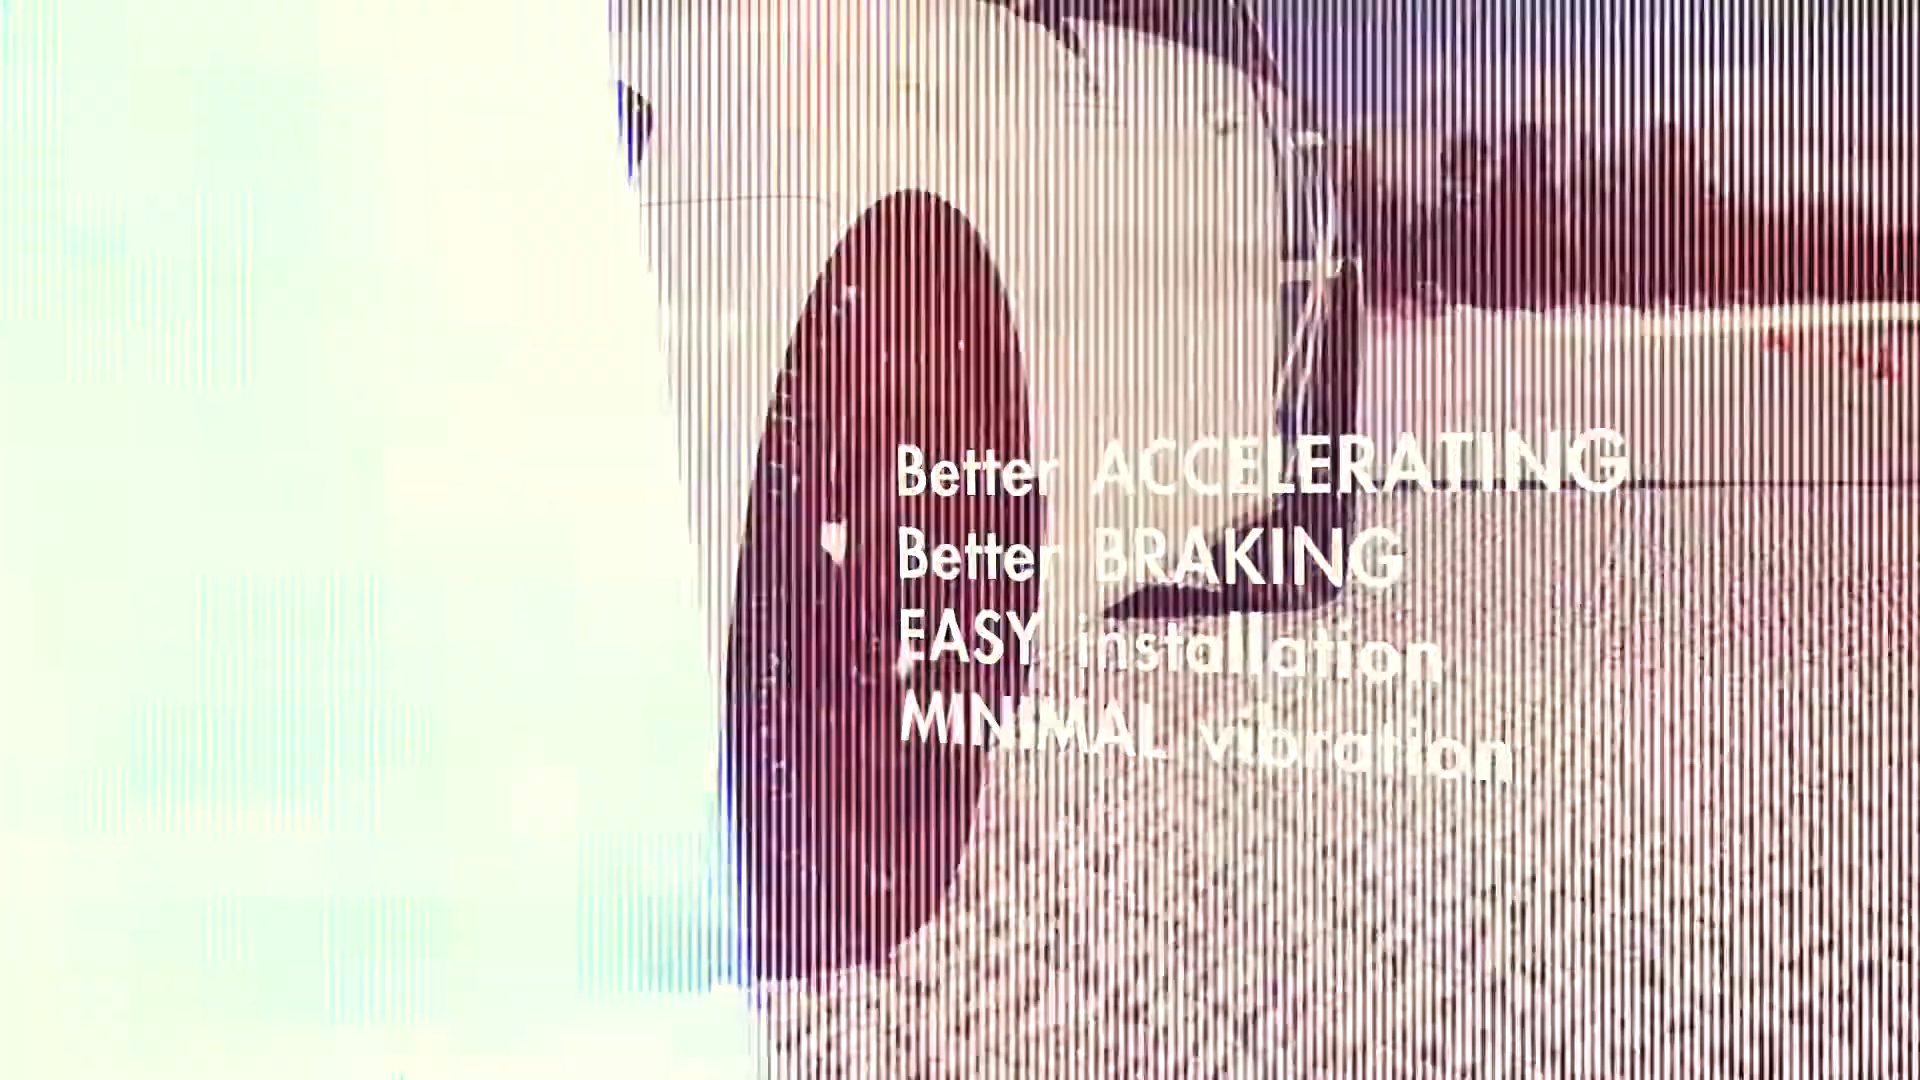 Better ACCELERATING
Better BRAKING
EASY installation
MINIMAL vibration